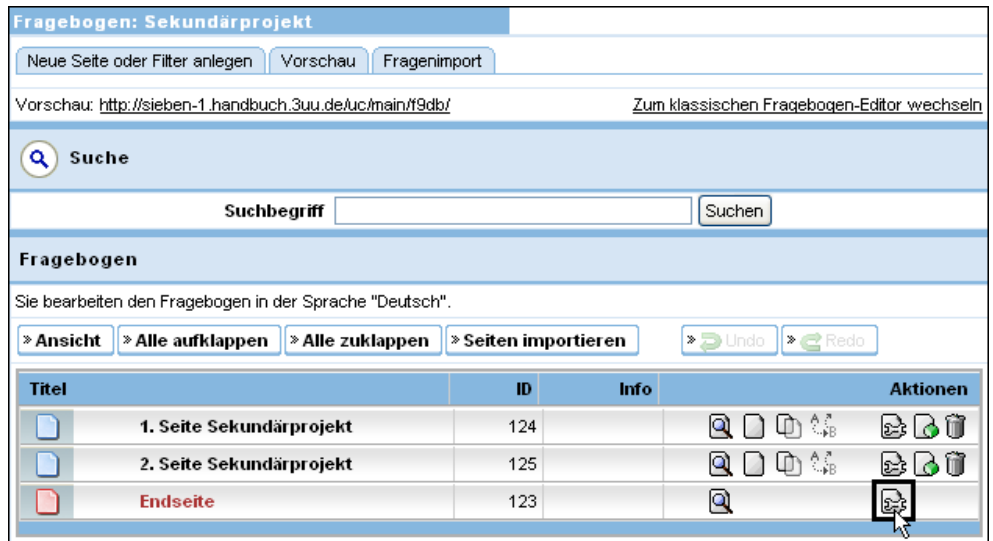 Fragebogen: Sekundärprojekt
Neue Seite oder Filter anlegen Vorschau Fragenimport
Vorschau: http://sieben-1.handbuch.3uu.de/uc/main/f9db/ Zum klassischen Fragebogen-Editor wechseln
Suche
Suchbegriff Suchen
Fragebogen
Sie bearbeiten den Fragebogen in der Sprache "Deutsch".
» Ansicht » Alle aufklappen » Alle zuklappen » Seiten importieren » Undo » Redo
Titel ID Info Aktionen
1. Seite Sekundärprojekt 124
2. Seite Sekundärprojekt 125
Endseite 123